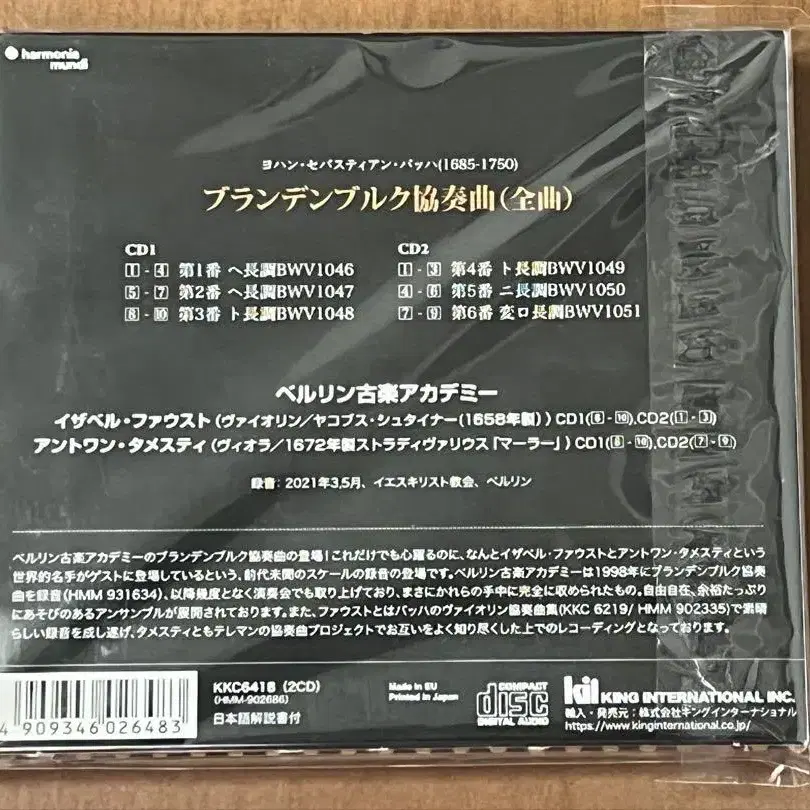 harmonia
mundi
ヨハン・セバスティアン・バッハ(1685-1750)
ブランデンブルク協奏曲(全曲)
CD1
1 - 4 第1番 ヘ長調BWV1046
5 - 7 第2番 ヘ長調BWV1047
8 - 10 第3番 ト長調BWV1048
CD2
1 - 3 第4番 ト長調BWV1049
4 - 6 第5番 ニ長調BWV1050
7 - 9 第6番 変ロ長調BWV1051
ベルリン古楽アカデミー
イザベル・ファウスト(ヴァイオリン/ヤコブス・シュタイナー(1658年製))CD1(8 - 10),CD2(1 - 3)
アントワン・タメスティ(ヴィオラ/1672年製ストラディヴァリウス「マーラー」)CD1(8 - 10),CD2(7 - 9)
録音:2021年3,5月、イエスキリスト教会、ベルリン
ベルリン古楽アカデミーのブランデンブルク協奏曲の登場!これだけでも心躍るのに、なんとイザベル・ファウストとアントワン・タメスティという
世界的名手がゲストに登場しているという、前代未聞のスケールの録音の登場です。ベルリン古楽アカデミーは1998年にブランデンブルク協奏
曲を録音(HMM 931634)、以降幾度となく演奏会でも取り上げており、まさにかれらの手中に完全に収められたもの。自由自在、余裕たっぷり
にあそびのあるアンサンブルが展開されております。また、ファウストとはバッハのヴァイオリン協奏曲集(KKC 6219/ HMM 902335)で素晴
らしい録音を成し遂げ、タメスティともテレマンの協奏曲プロジェクトでお互いをよく知り尽くした上でのレコーディングとなっております。
4 909346 026483
KKC6418 (2CD)
(HMM-902686)
日本語解説書付
Made in EU
Printed in Japan
COMPACT
disc
DIGITAL AUDIO
kil KING INTERNATIONAL INC.
輸入・発売元:株式会社キングインターナショナル
https://www.kinginternational.co.jp/